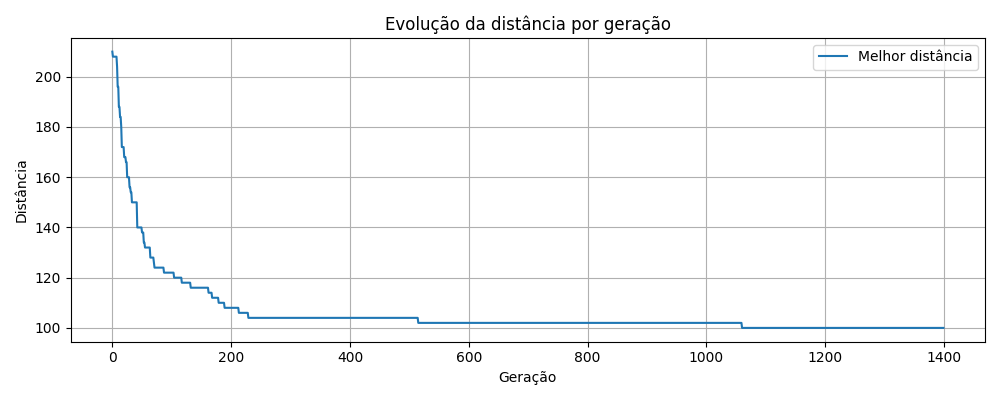 Evolução da distância por geração
Melhor distância
Distância
200
180
160
140
120
100
0 200 400 600 800 1000 1200 1400
Geração